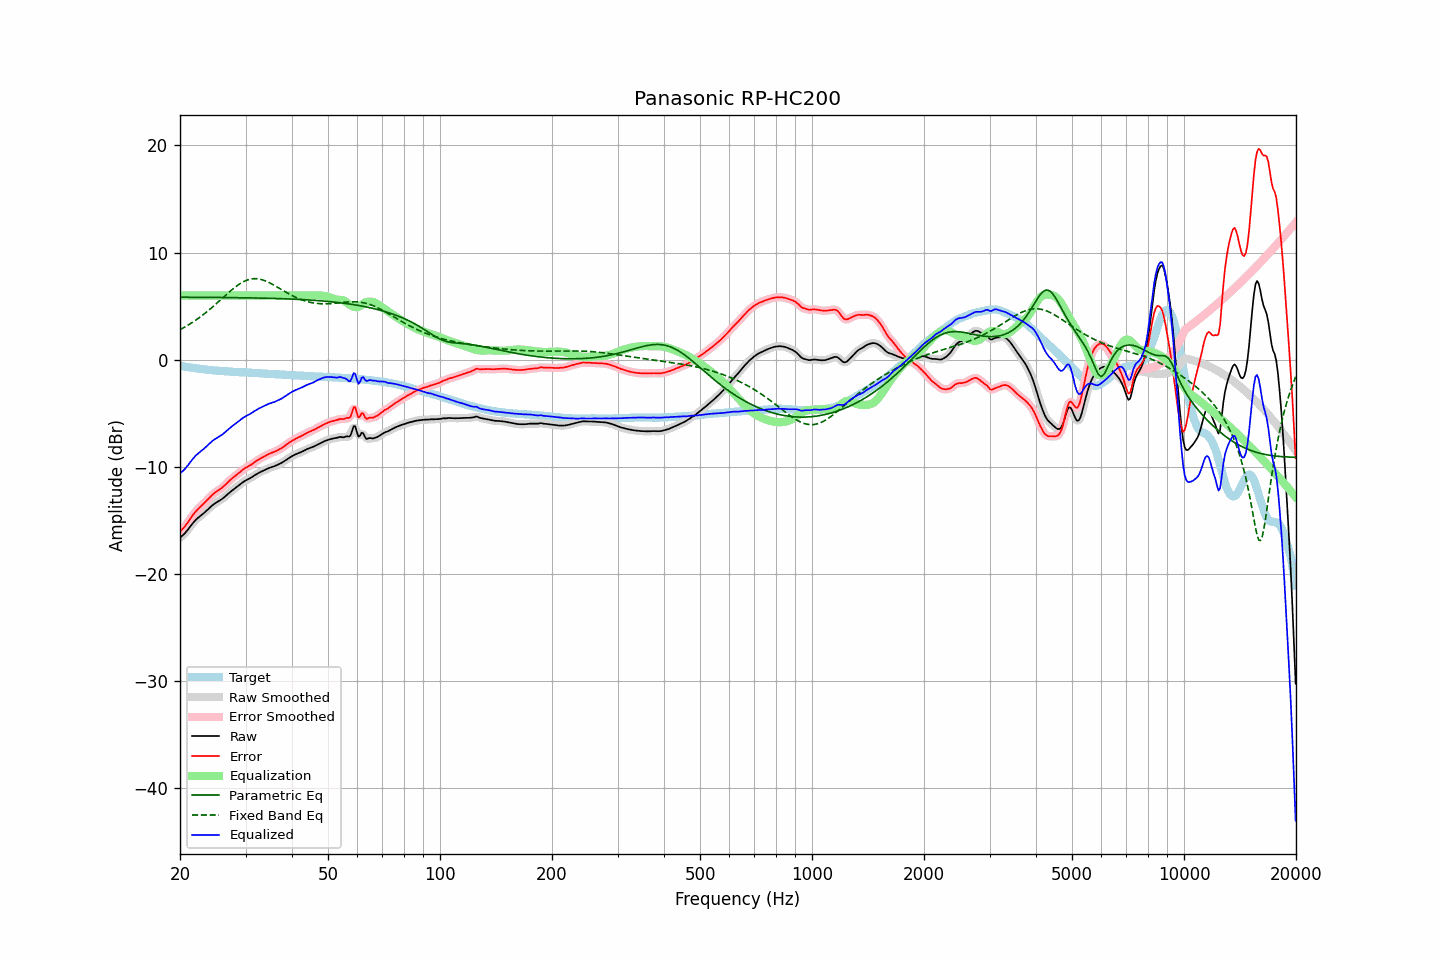 Panasonic RP-HC200
Amplitude (dBr)
20
10
0
−10
−20
−30
−40
Target
Raw Smoothed
Error Smoothed
Raw
Error
Equalization
Parametric Eq
Fixed Band Eq
Equalized
20
50
100
200
500
1000
2000
5000
10000
20000
Frequency (Hz)